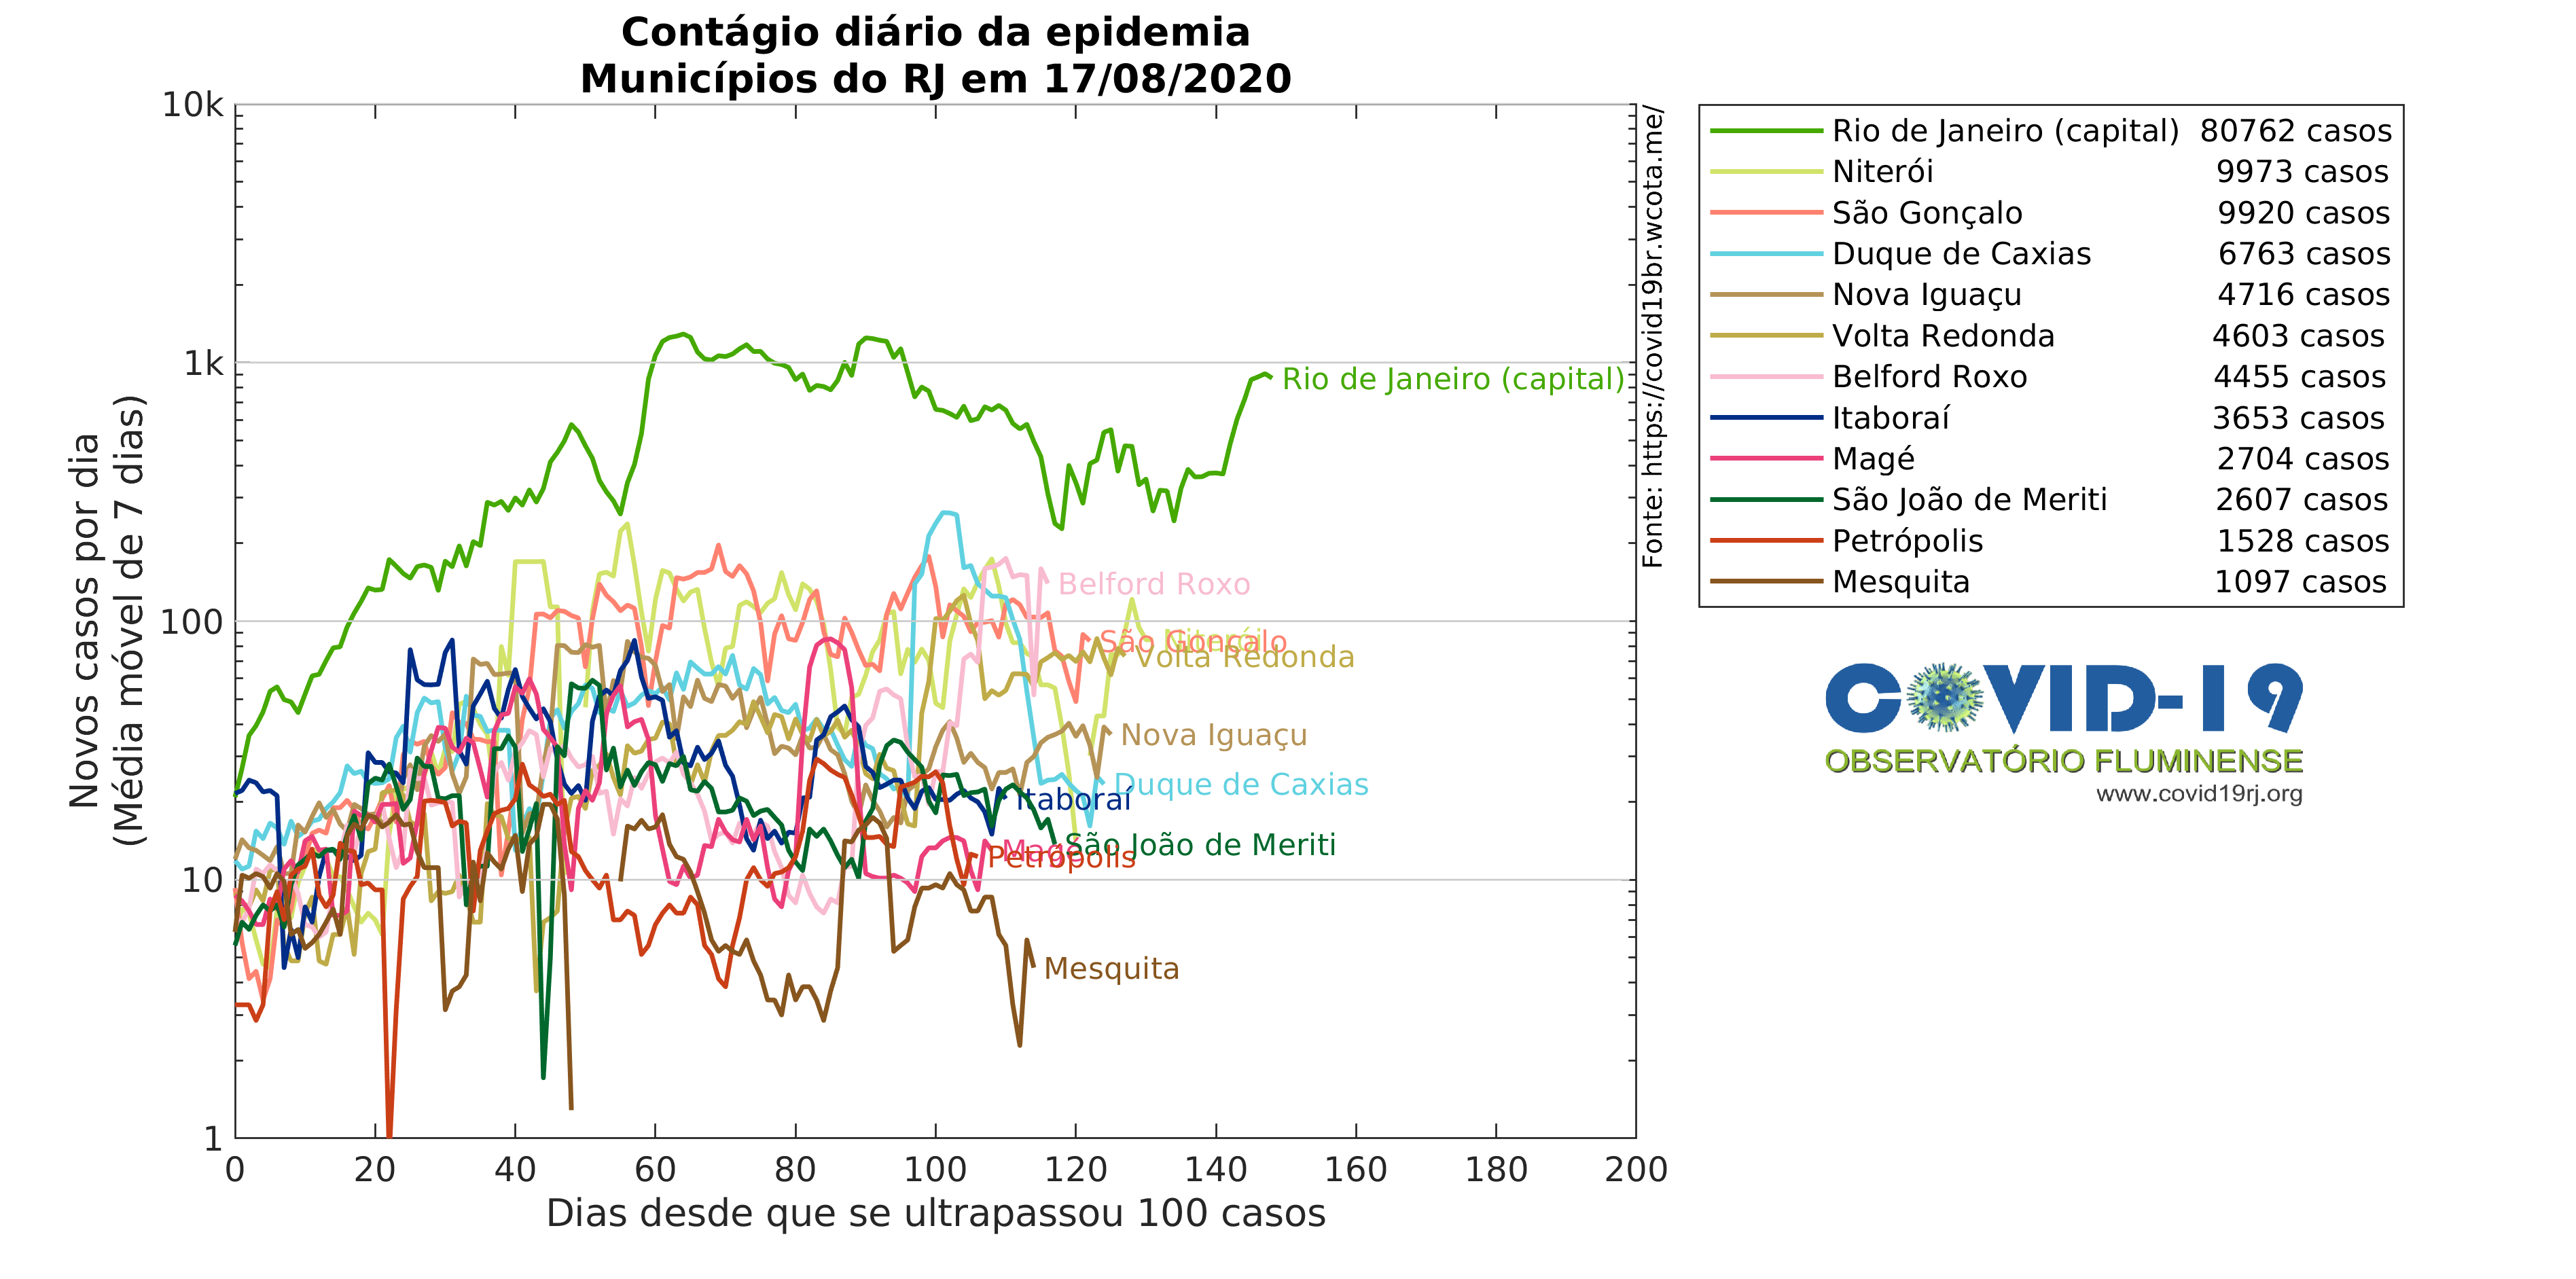 Contágio diário da epidemia
Municípios do RJ em 17/08/2020
Novos casos por dia
(Média móvel de 7 dias)
10k
1k
100
10
1
0 20 40 60 80 100 120 140 160 180 200
Dias desde que se ultrapassou 100 casos
Rio de Janeiro (capital)
Belford Roxo
Niterói
São Gonçalo
Volta Redonda
Nova Iguaçu
Duque de Caxias
Itaboraí
São João de Meriti
Magé
Petrópolis
Mesquita
Fonte: https://covid19br.wcota.me/
Rio de Janeiro (capital) 80762 casos
Niterói 9973 casos
São Gonçalo 9920 casos
Duque de Caxias 6763 casos
Nova Iguaçu 4716 casos
Volta Redonda 4603 casos
Belford Roxo 4455 casos
Itaboraí 3653 casos
Magé 2704 casos
São João de Meriti 2607 casos
Petrópolis 1528 casos
Mesquita 1097 casos
COVID-19
OBSERVATÓRIO FLUMINENSE
www.covid19rj.org